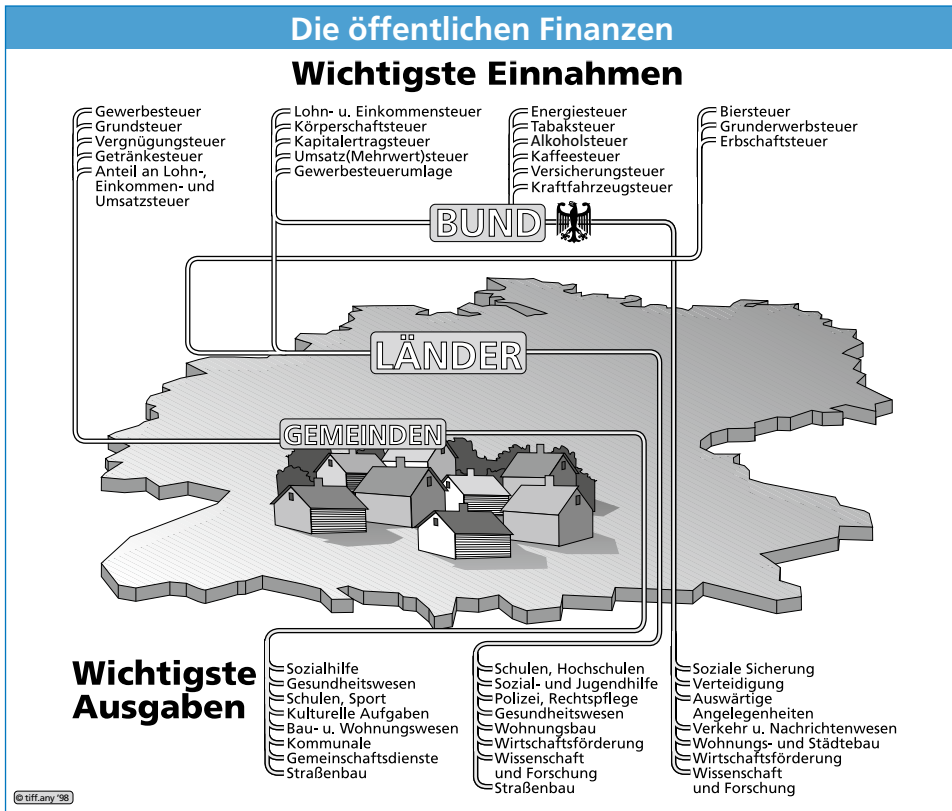 Die öffentlichen Finanzen
Wichtigste Einnahmen
Gewerbesteuer
Grundsteuer
Vergnügungsteuer
Getränkesteuer
Anteil an Lohn-,
Einkommen- und
Umsatzsteuer
Lohn- u. Einkommensteuer
Körperschaftsteuer
Kapitalertragsteuer
Umsatz(Mehrwert)steuer
Gewerbesteuerumlage
Energiesteuer
Tabaksteuer
Alkoholsteuer
Kaffeesteuer
Versicherungsteuer
Kraftfahrzeugsteuer
Biersteuer
Grunderwerbsteuer
Erbschaftsteuer
BUND
LÄNDER
GEMEINDEN
Wichtigste
Ausgaben
Sozialhilfe
Gesundheitswesen
Schulen, Sport
Kulturelle Aufgaben
Bau- u. Wohnungswesen
Kommunale
Gemeinschaftsdienste
Straßenbau
Schulen, Hochschulen
Sozial- und Jugendhilfe
Polizei, Rechtspflege
Gesundheitswesen
Wohnungsbau
Wirtschaftsförderung
Wissenschaft
und Forschung
Straßenbau
Soziale Sicherung
Verteidigung
Auswärtige
Angelegenheiten
Verkehr u. Nachrichtenwesen
Wohnungs- und Städtebau
Wirtschaftsförderung
Wissenschaft
und Forschung
© tiff.any '98